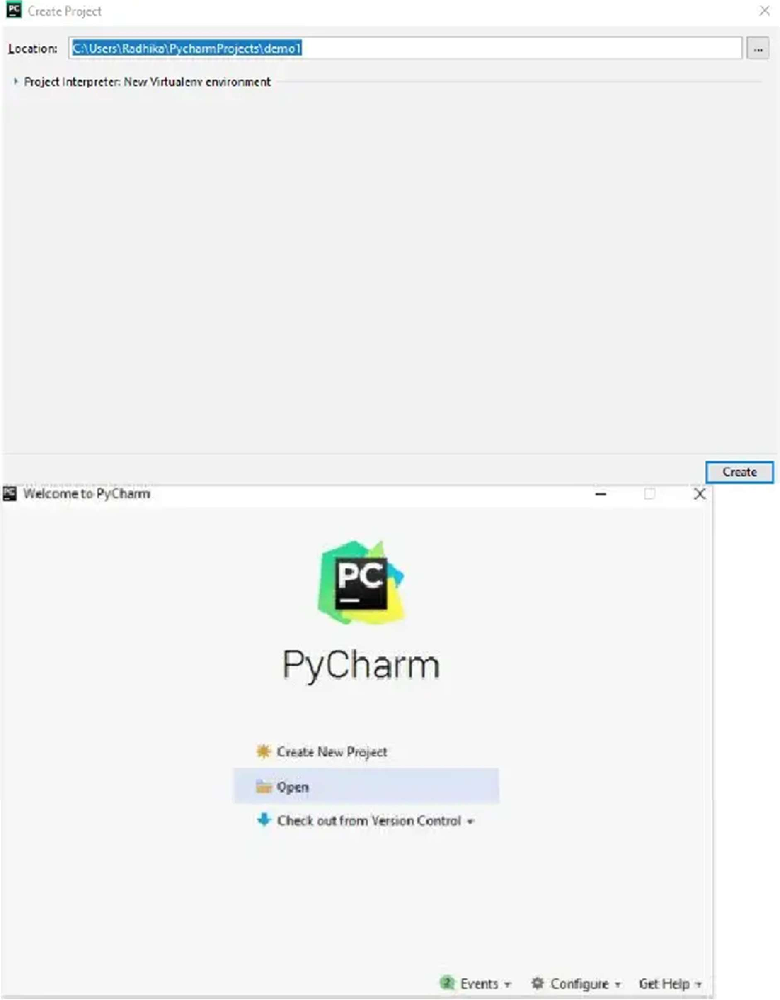 PC
Create Project
Location: C:\Users\Radhika\PycharmProjects\demo1 ...
Project Interpreter: New Virtualenv environment
Create
PC Welcome to PyCharm
PC
PyCharm
Create New Project
Open
Check out from Version Control
2 Events Configure Get Help